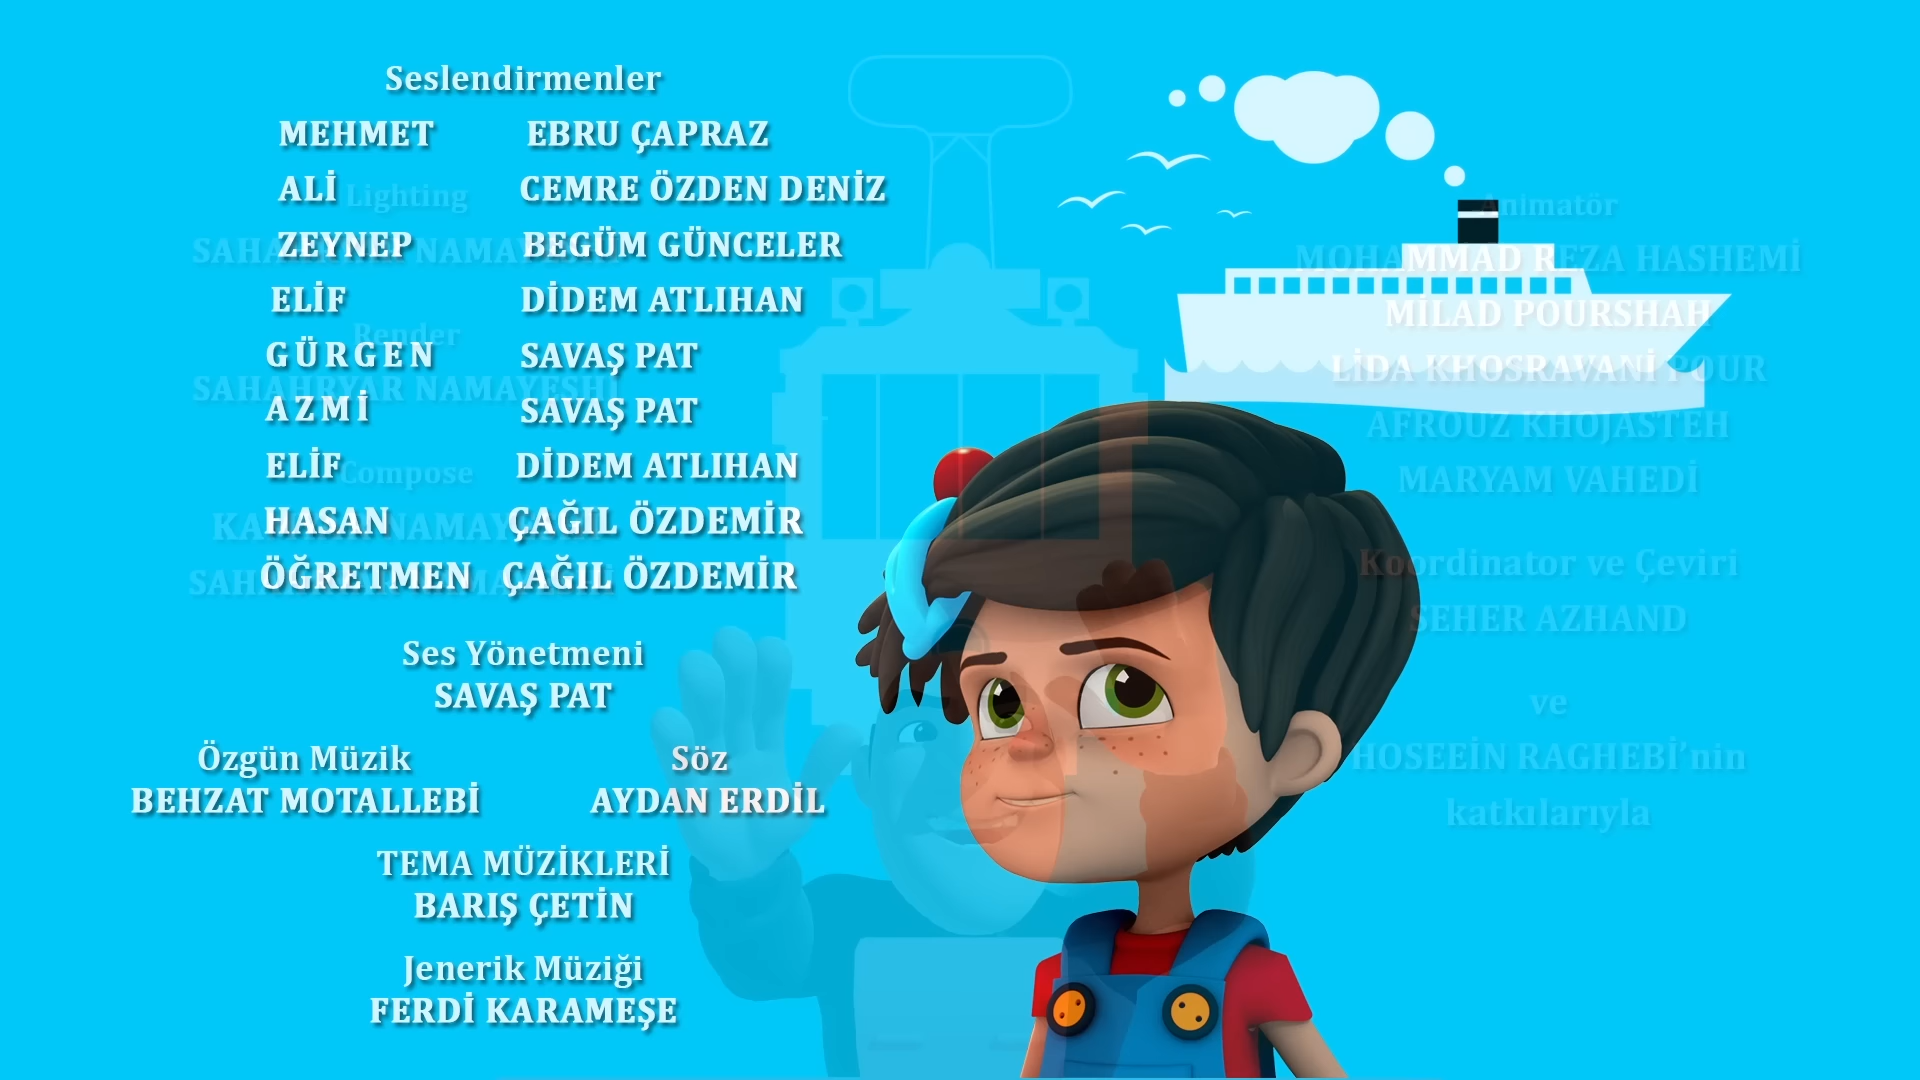 Seslendirmenler
MEHMET EBRU ÇAPRAZ
ALİ CEMRE ÖZDEN DENİZ
ZEYNEP BEGÜM GÜNCELER
ELİF DİDEM ATLIHAN
GÜRGEN SAVAŞ PAT
AZMİ SAVAŞ PAT
ELİF DİDEM ATLIHAN
HASAN ÇAĞIL ÖZDEMİR
ÖĞRETMEN ÇAĞIL ÖZDEMİR
Ses Yönetmeni
SAVAŞ PAT
Özgün Müzik
BEHZAT MOTALLEBİ
Söz
AYDAN ERDİL
TEMA MÜZİKLERİ
BARIŞ ÇETİN
Jenerik Müziği
FERDİ KARAMEŞE
Lighting
Render
SAHAHRYAR NAMAYESHİ
Compose
Animatör
MOHAMMAD REZA HASHEMİ
MİLAD POURSHAH
LİDA KHOSRAVANİ POUR
AFROUZ KHOJASTEH
MARYAM VAHEDİ
Koordinator ve Çeviri
SEHER AZHAND
ve
HOSEEİN RAGHEBİ'nin
katkılarıyla